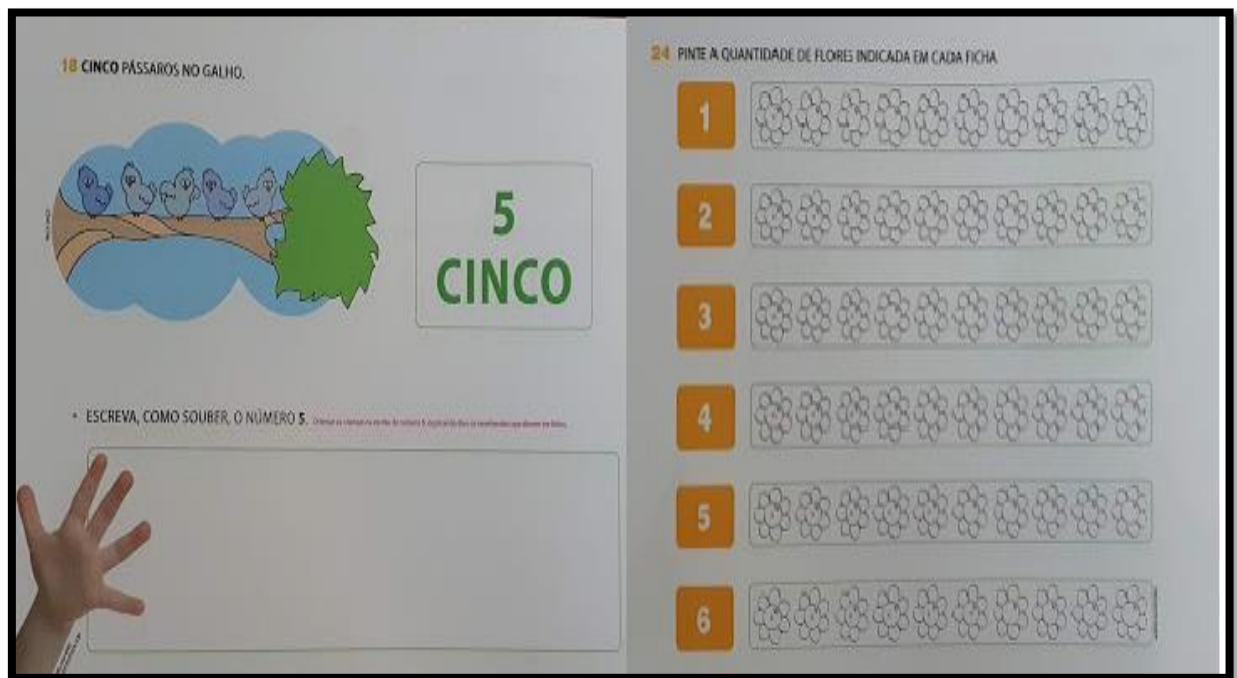 18 CINCO PÁSSAROS NO GALHO.
5
CINCO
• ESCREVA, COMO SOUBER, O NÚMERO 5.
24 PINTE A QUANTIDADE DE FLORES INDICADA EM CADA FICHA
1
2
3
4
5
6